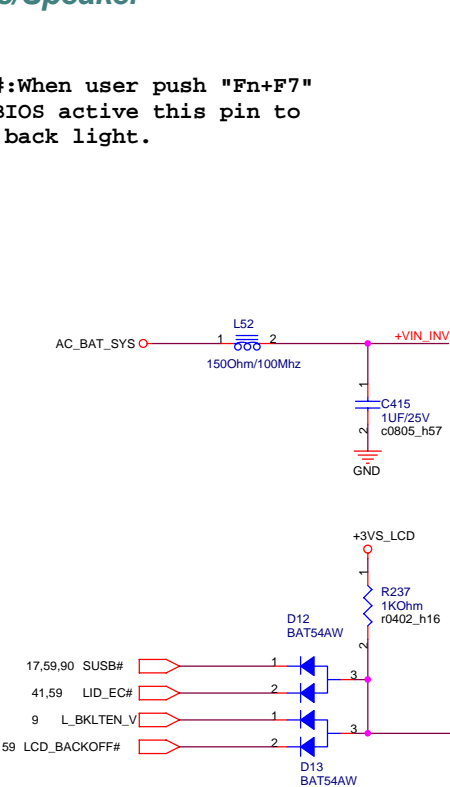 /Speaker
#:When user push "Fn+F7"
BIOS active this pin to
back light.
L52
AC_BAT_SYS
1
2
+VIN_INV
150Ohm/100Mhz
1
C415
1UF/25V
2
c0805_h57
GND
+3VS_LCD
1
R237
1KOhm
r0402_h16
2
D12
BAT54AW
17,59,90 SUSB#
1
3
41,59 LID_EC#
2
9 L_BKLTEN_V
1
3
59 LCD_BACKOFF#
2
D13
BAT54AW